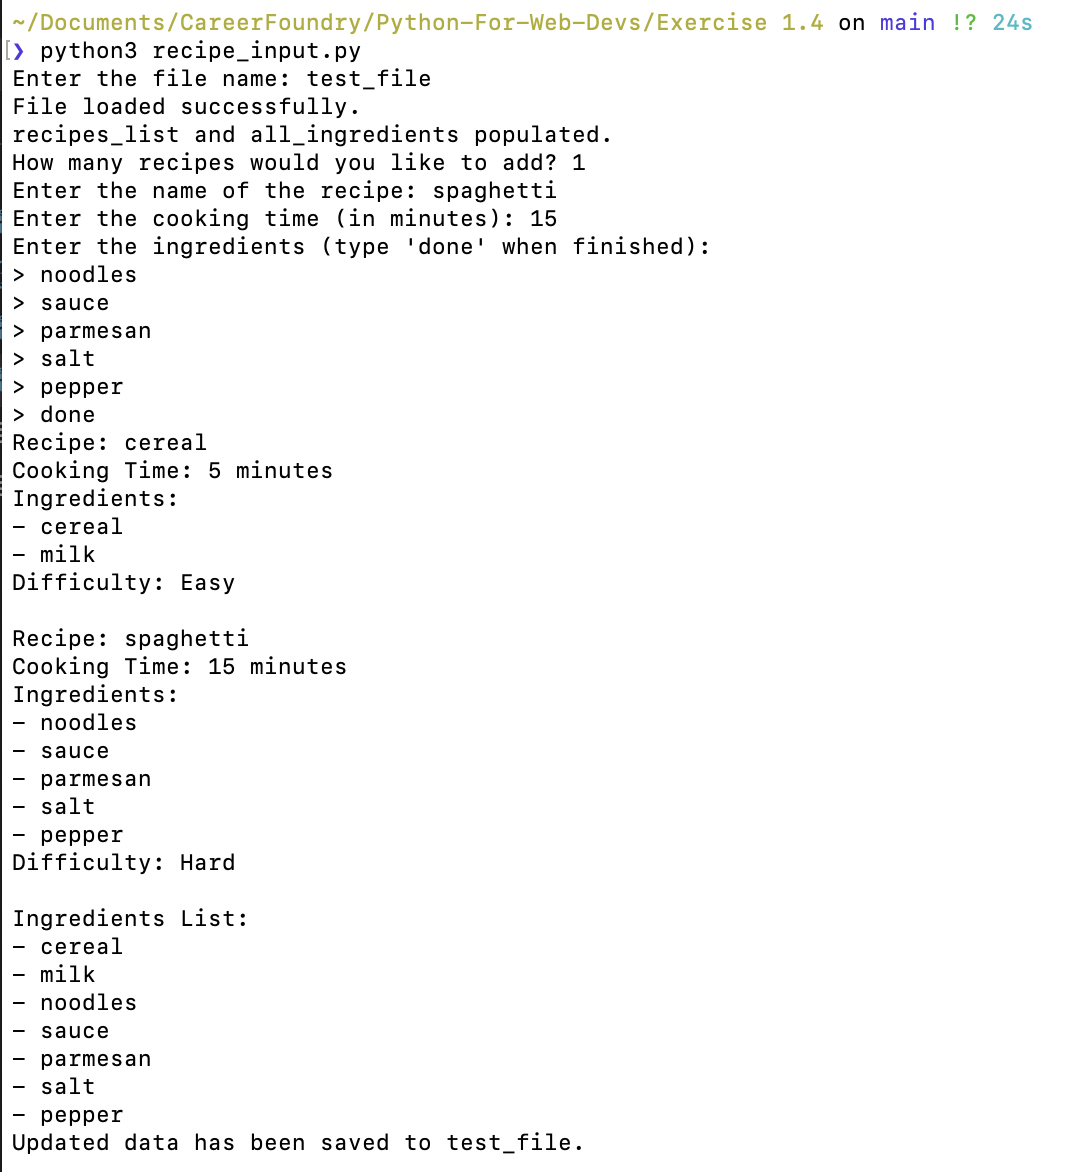 ~/Documents/CareerFoundry/Python-For-Web-Devs/Exercise 1.4 on main !? 24s
[❯ python3 recipe_input.py
Enter the file name: test_file
File loaded successfully.
recipes_list and all_ingredients populated.
How many recipes would you like to add? 1
Enter the name of the recipe: spaghetti
Enter the cooking time (in minutes): 15
Enter the ingredients (type 'done' when finished):
> noodles
> sauce
> parmesan
> salt
> pepper
> done
Recipe: cereal
Cooking Time: 5 minutes
Ingredients:
- cereal
- milk
Difficulty: Easy

Recipe: spaghetti
Cooking Time: 15 minutes
Ingredients:
- noodles
- sauce
- parmesan
- salt
- pepper
Difficulty: Hard

Ingredients List:
- cereal
- milk
- noodles
- sauce
- parmesan
- salt
- pepper
Updated data has been saved to test_file.